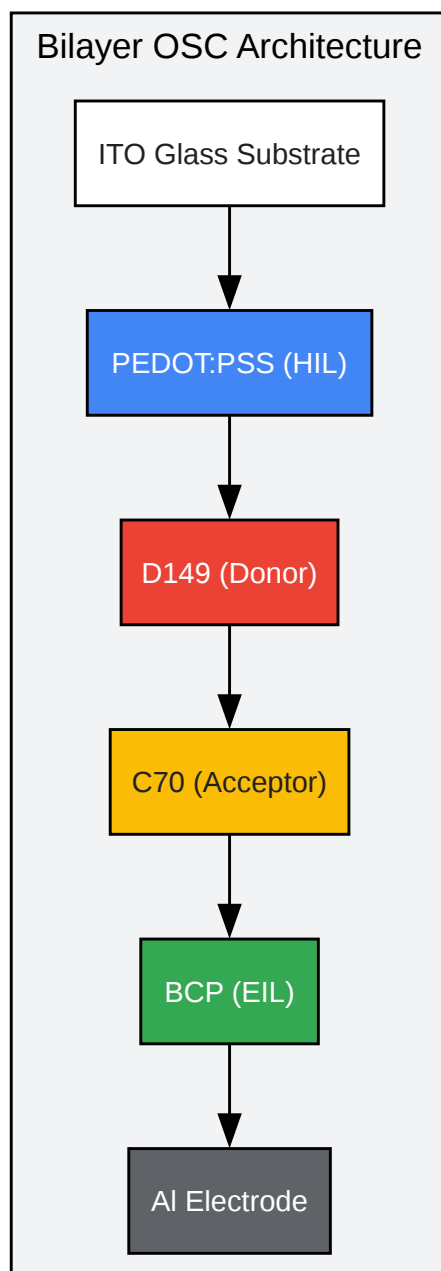 Bilayer OSC Architecture
ITO Glass Substrate
PEDOT:PSS (HIL)
D149 (Donor)
C70 (Acceptor)
BCP (EIL)
Al Electrode